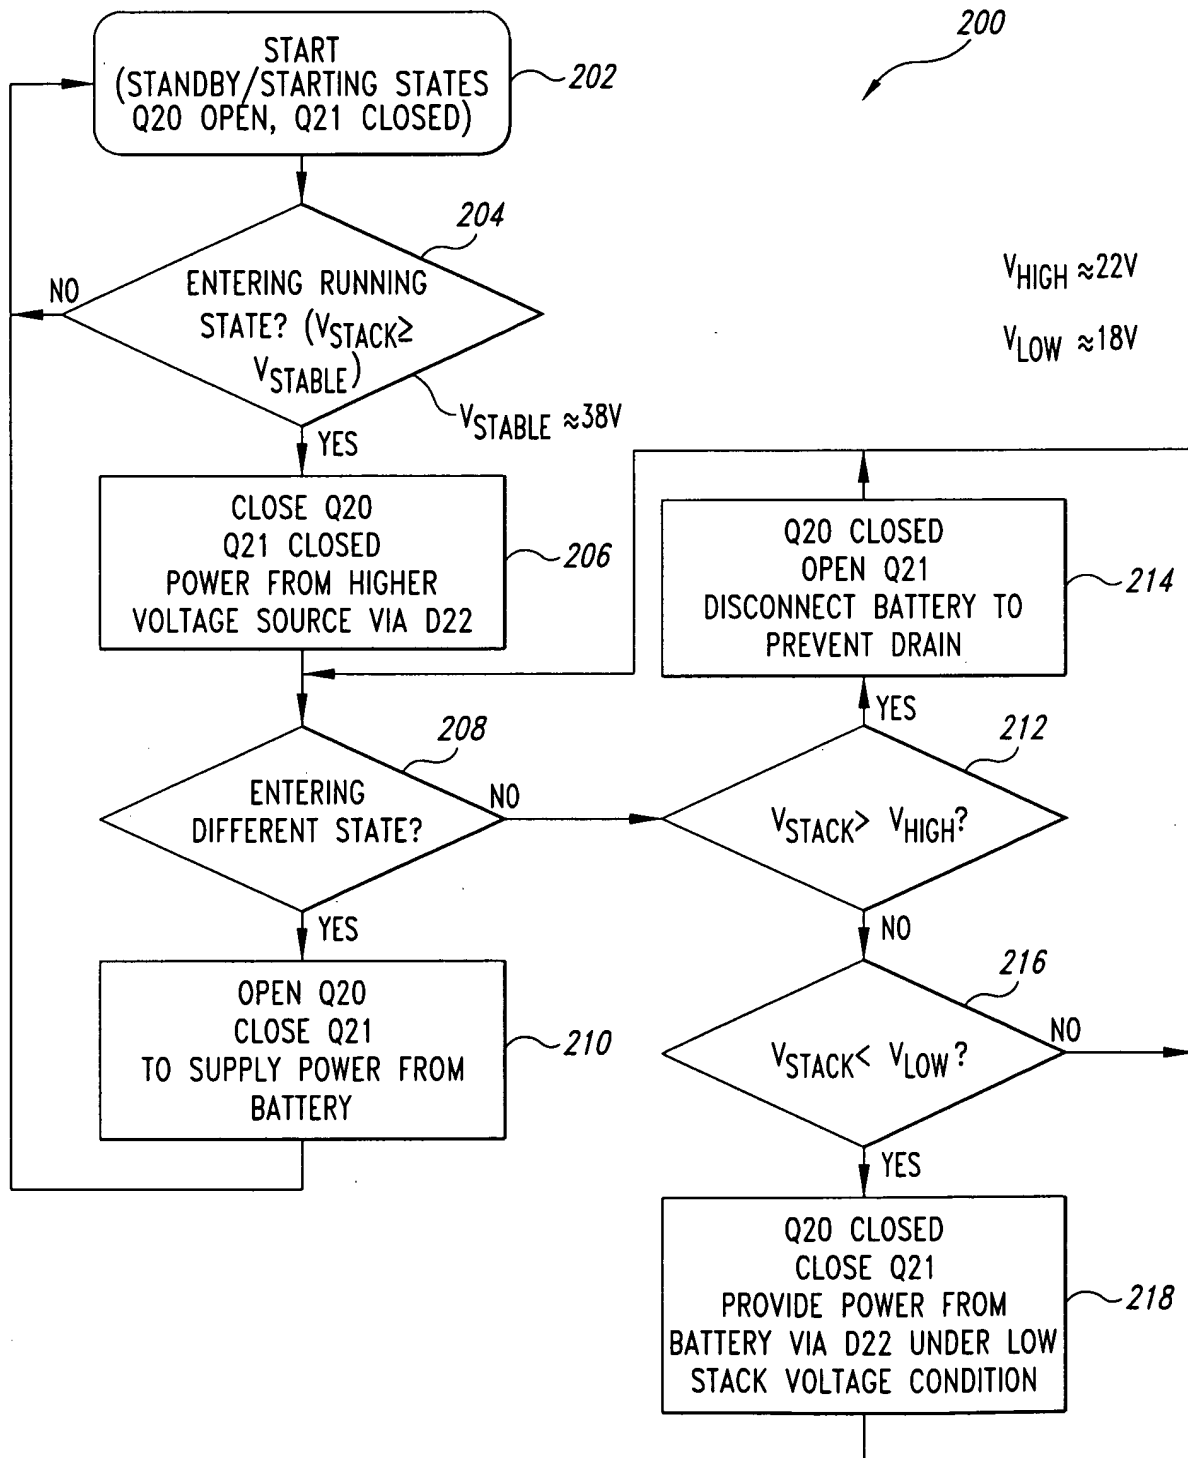 200
START
(STANDBY/STARTING STATES
Q20 OPEN, Q21 CLOSED)
202
204
ENTERING RUNNING
STATE? (VSTACK≥
VSTABLE)
NO
VSTABLE ≈38V
YES
VHIGH ≈22V
VLOW ≈18V
CLOSE Q20
Q21 CLOSED
POWER FROM HIGHER
VOLTAGE SOURCE VIA D22
206
Q20 CLOSED
OPEN Q21
DISCONNECT BATTERY TO
PREVENT DRAIN
214
YES
208
ENTERING
DIFFERENT STATE?
NO
212
VSTACK> VHIGH?
YES
NO
OPEN Q20
CLOSE Q21
TO SUPPLY POWER FROM
BATTERY
210
216
VSTACK< VLOW?
NO
YES
Q20 CLOSED
CLOSE Q21
PROVIDE POWER FROM
BATTERY VIA D22 UNDER LOW
STACK VOLTAGE CONDITION
218